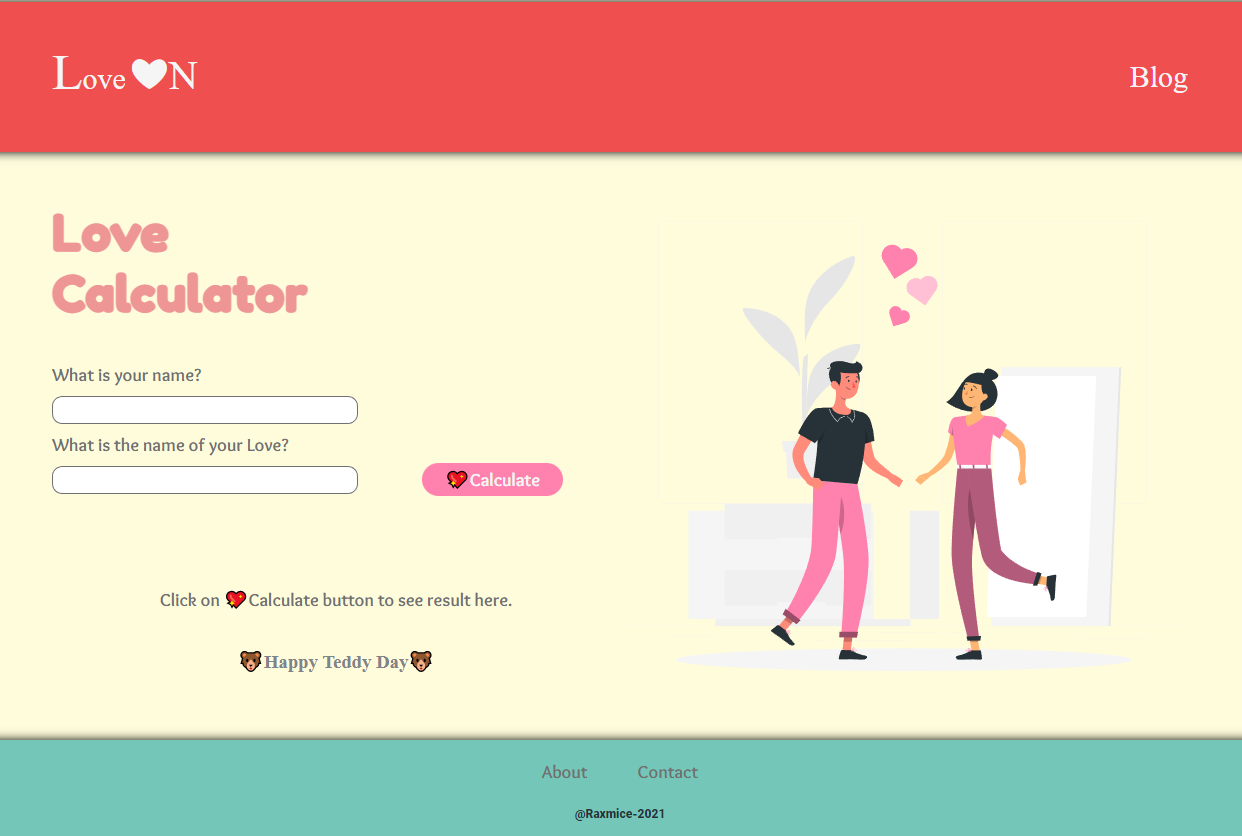 Love 🤍N
Blog
Love
Calculator
What is your name?
What is the name of your Love?
💖Calculate
Click on 💖Calculate button to see result here.
🐻Happy Teddy Day🐻
About Contact
@Raxmice-2021